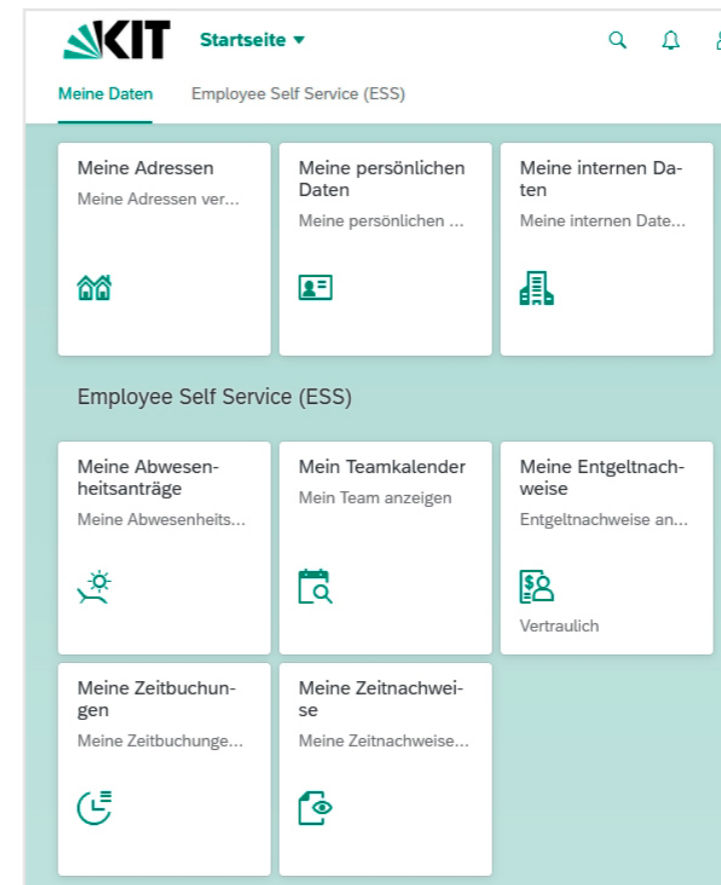 KIT Startseite
Meine Daten Employee Self Service (ESS)
Meine Adressen
Meine Adressen ver...
Meine persönlichen
Daten
Meine persönlichen ...
Meine internen Da-
ten
Meine internen Date...
Employee Self Service (ESS)
Meine Abwesen-
heitsanträge
Meine Abwesenheits...
Mein Teamkalender
Mein Team anzeigen
Meine Entgeltnach-
weise
Entgeltnachweise an...
$
Vertraulich
Meine Zeitbuchun-
gen
Meine Zeitbuchunge...
Meine Zeitnachwei-
se
Meine Zeitnachweise...